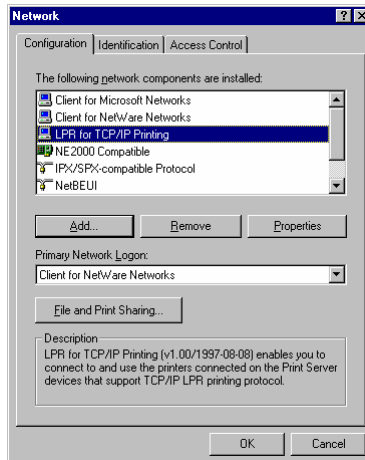 Network
Configuration Identification Access Control
The following network components are installed:
Client for Microsoft Networks
Client for NetWare Networks
LPR for TCP/IP Printing
NE2000 Compatible
IPX/SPX-compatible Protocol
NetBEUI
Add... Remove Properties
Primary Network Logon:
Client for NetWare Networks
File and Print Sharing...
Description
LPR for TCP/IP Printing (v1.00/1997-08-08) enables you to
connect to and use the printers connected on the Print Server
devices that support TCP/IP LPR printing protocol.
OK Cancel